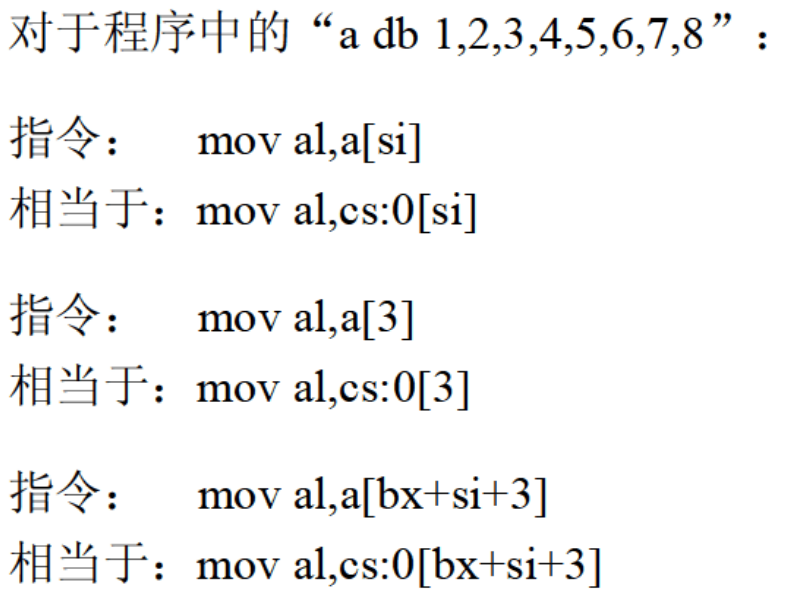 对于程序中的“a db 1,2,3,4,5,6,7,8”：
指令： mov al,a[si]
相当于：mov al,cs:0[si]
指令： mov al,a[3]
相当于：mov al,cs:0[3]
指令： mov al,a[bx+si+3]
相当于：mov al,cs:0[bx+si+3]